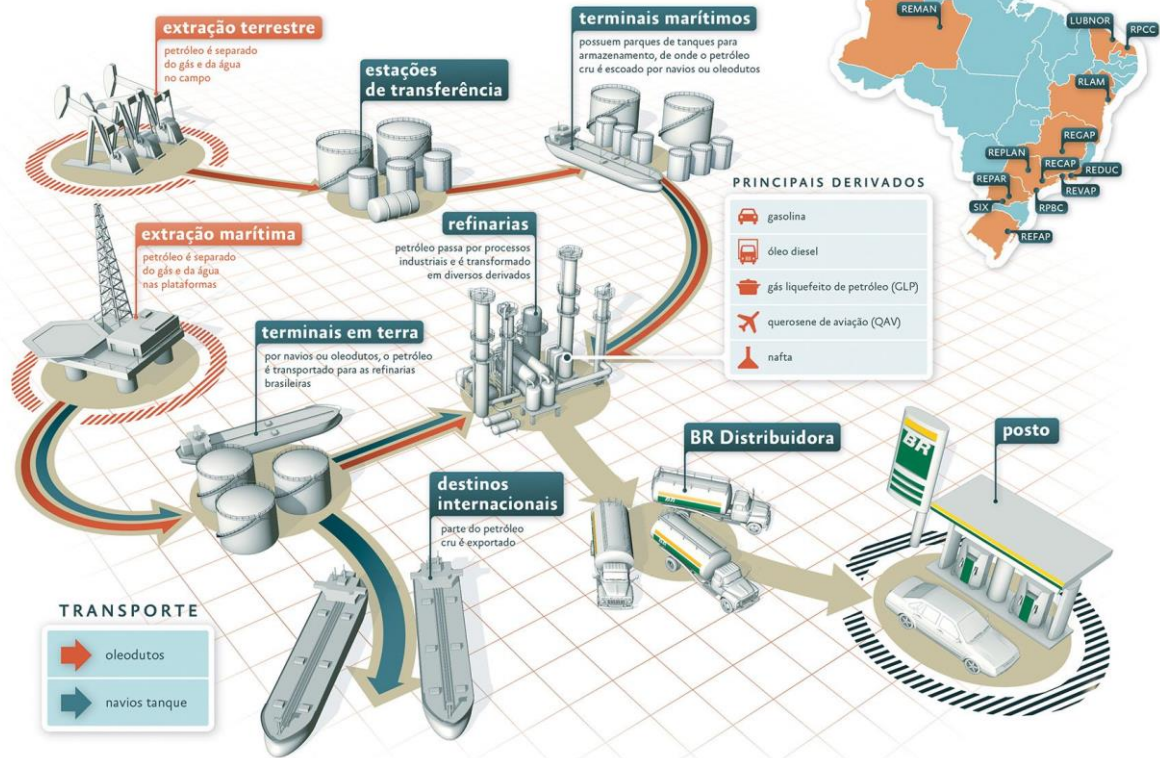 extração terrestre
petróleo é separado
do gás e da água
no campo
estações
de transferência
terminais marítimos
possuem parques de tanques para
armazenamento, de onde o petróleo
cru é escoado por navios ou oleodutos
REMAN
LUBNOR
RPCC
RLAM
REGAP
REPLAN
RECAP
REDUC
REPAR
REVAP
SIX
RPBC
REFAP
PRINCIPAIS DERIVADOS
gasolina
óleo diesel
gás liquefeito de petróleo (GLP)
querosene de aviação (QAV)
nafta
extração marítima
petróleo é separado
do gás e da água
nas plataformas
refinarias
petróleo passa por processos
industriais e é transformado
em diversos derivados
terminais em terra
por navios ou oleodutos, o petróleo
é transportado para as refinarias
brasileiras
destinos
internacionais
parte do petróleo
cru é exportado
BR Distribuidora
BR
BR
posto
BR
TRANSPORTE
oleodutos
navios tanque